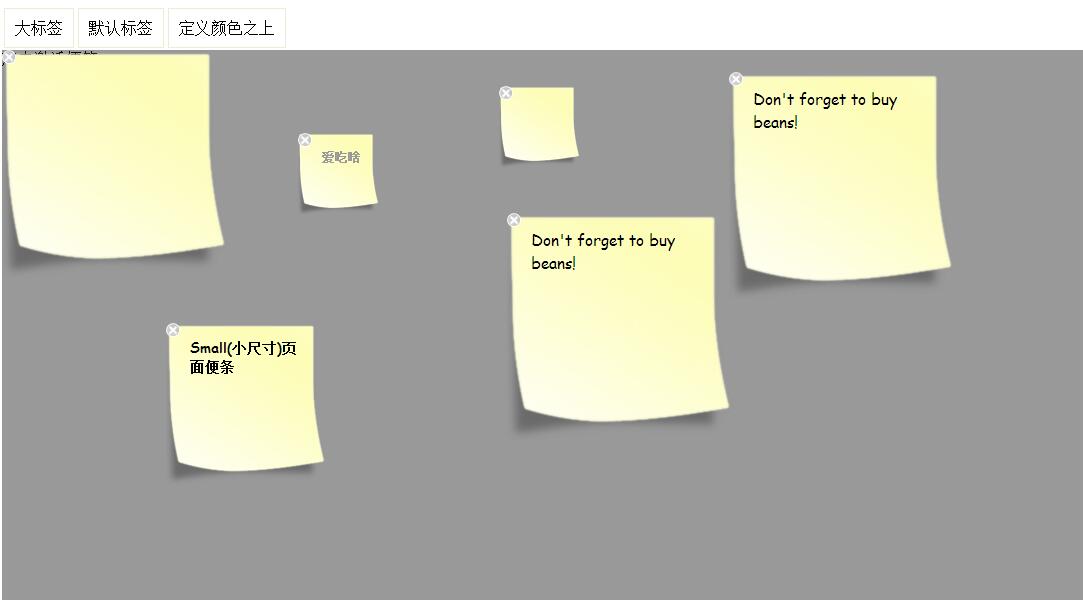 大标签
默认标签
定义颜色之上
爱吃啥
Don't forget to buy
beans!
Don't forget to buy
beans!
Small(小尺寸)页
面便条